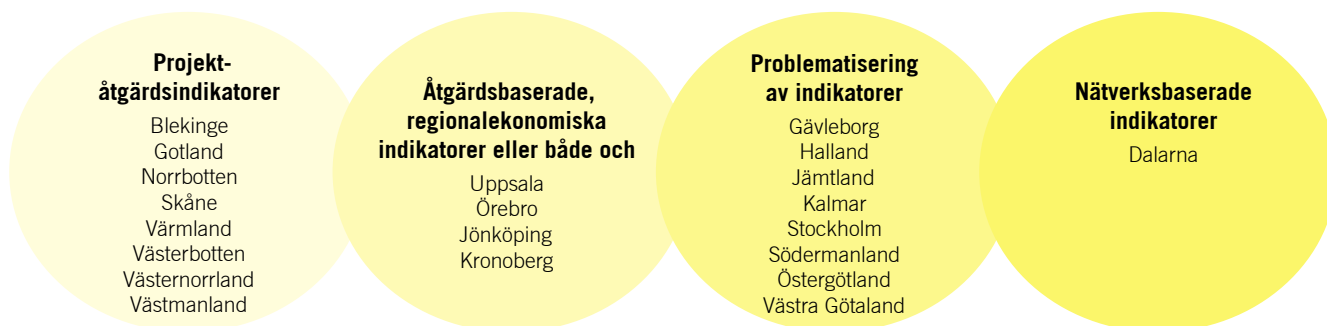 Projekt-
åtgärdsindikatorer
Blekinge
Gotland
Norrbotten
Skåne
Värmland
Västerbotten
Västernorrland
Västmanland
Åtgärdsbaserade,
regionalekonomiska
indikatorer eller både och
Uppsala
Örebro
Jönköping
Kronoberg
Problematisering
av indikatorer
Gävleborg
Halland
Jämtland
Kalmar
Stockholm
Södermanland
Östergötland
Västra Götaland
Nätverksbaserade
indikatorer
Dalarna